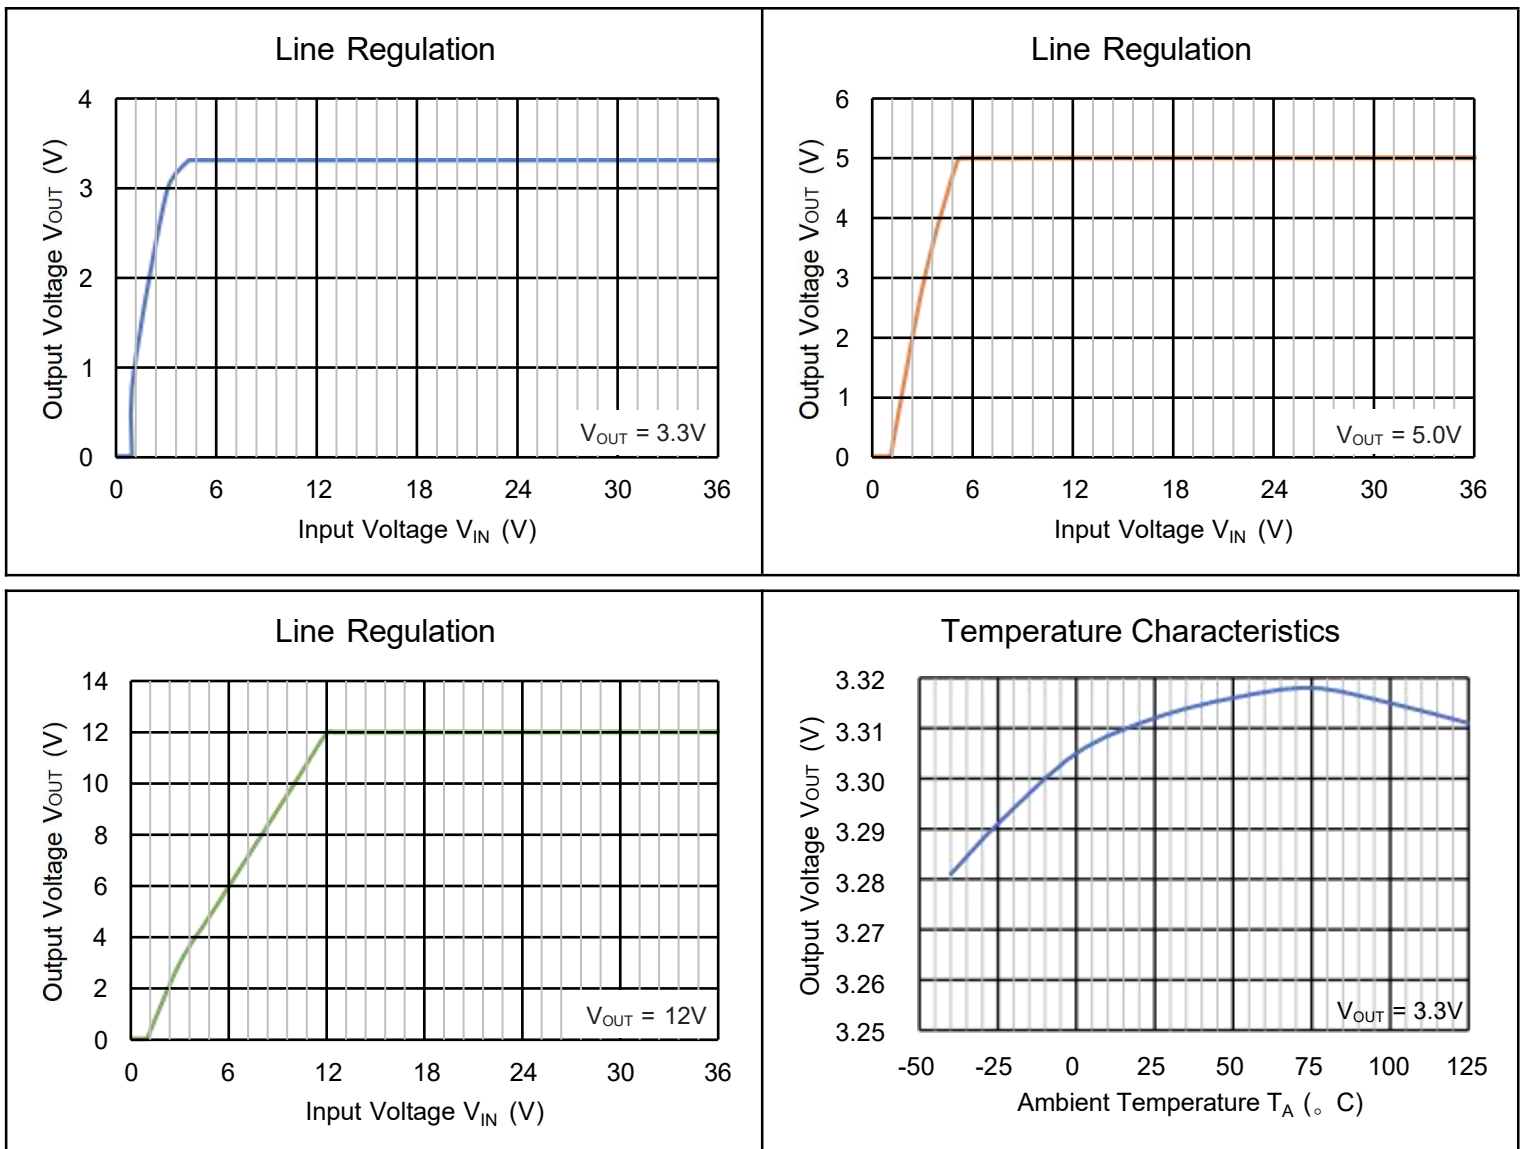 Line Regulation
Output Voltage VOUT (V)
4
3
2
1
0
0 6 12 18 24 30 36
VOUT = 3.3V
Input Voltage VIN (V)
Line Regulation
Output Voltage VOUT (V)
6
5
4
3
2
1
0
0 6 12 18 24 30 36
VOUT = 5.0V
Input Voltage VIN (V)
Line Regulation
Output Voltage VOUT (V)
14
12
10
8
6
4
2
0
0 6 12 18 24 30 36
VOUT = 12V
Input Voltage VIN (V)
Temperature Characteristics
Output Voltage VOUT (V)
3.32
3.31
3.30
3.29
3.28
3.27
3.26
3.25
-50 -25 0 25 50 75 100 125
VOUT = 3.3V
Ambient Temperature TA (。C)